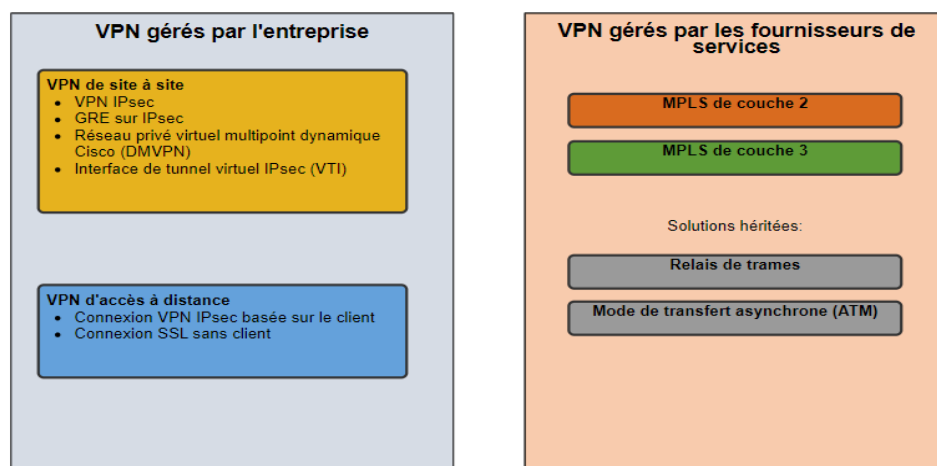 VPN gérés par l'entreprise
VPN de site à site
• VPN IPsec
• GRE sur IPsec
• Réseau privé virtuel multipoint dynamique
Cisco (DMVPN)
• Interface de tunnel virtuel IPsec (VTI)
VPN d'accès à distance
• Connexion VPN IPsec basée sur le client
• Connexion SSL sans client
VPN gérés par les fournisseurs de
services
MPLS de couche 2
MPLS de couche 3
Solutions héritées:
Relais de trames
Mode de transfert asynchrone (ATM)